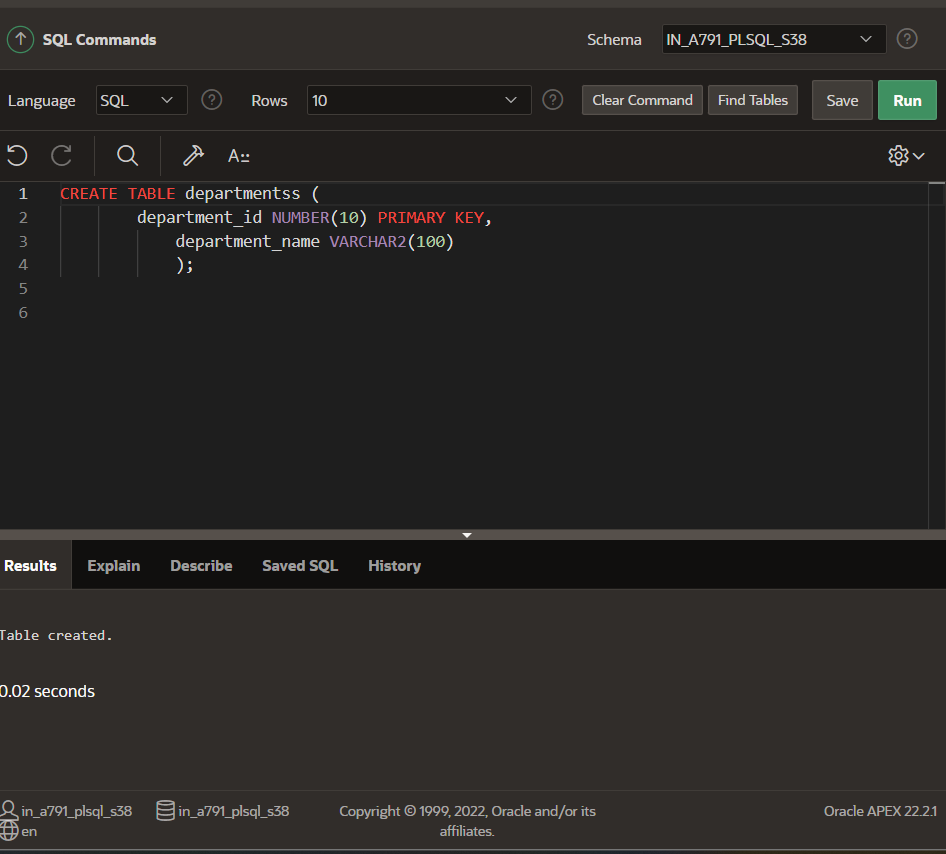 SQL Commands Schema IN_A791_PLSQL_S38 ?
Language SQL ? Rows 10 ? Clear Command Find Tables Save Run
A::
1 CREATE TABLE departmentss (
2 department_id NUMBER(10) PRIMARY KEY,
3 department_name VARCHAR2(100)
4 );
5
6
Results Explain Describe Saved SQL History
Table created.
0.02 seconds
in_a791_plsql_s38 in_a791_plsql_s38 Copyright © 1999, 2022, Oracle and/or its Oracle APEX 22.2.1
en affiliates.